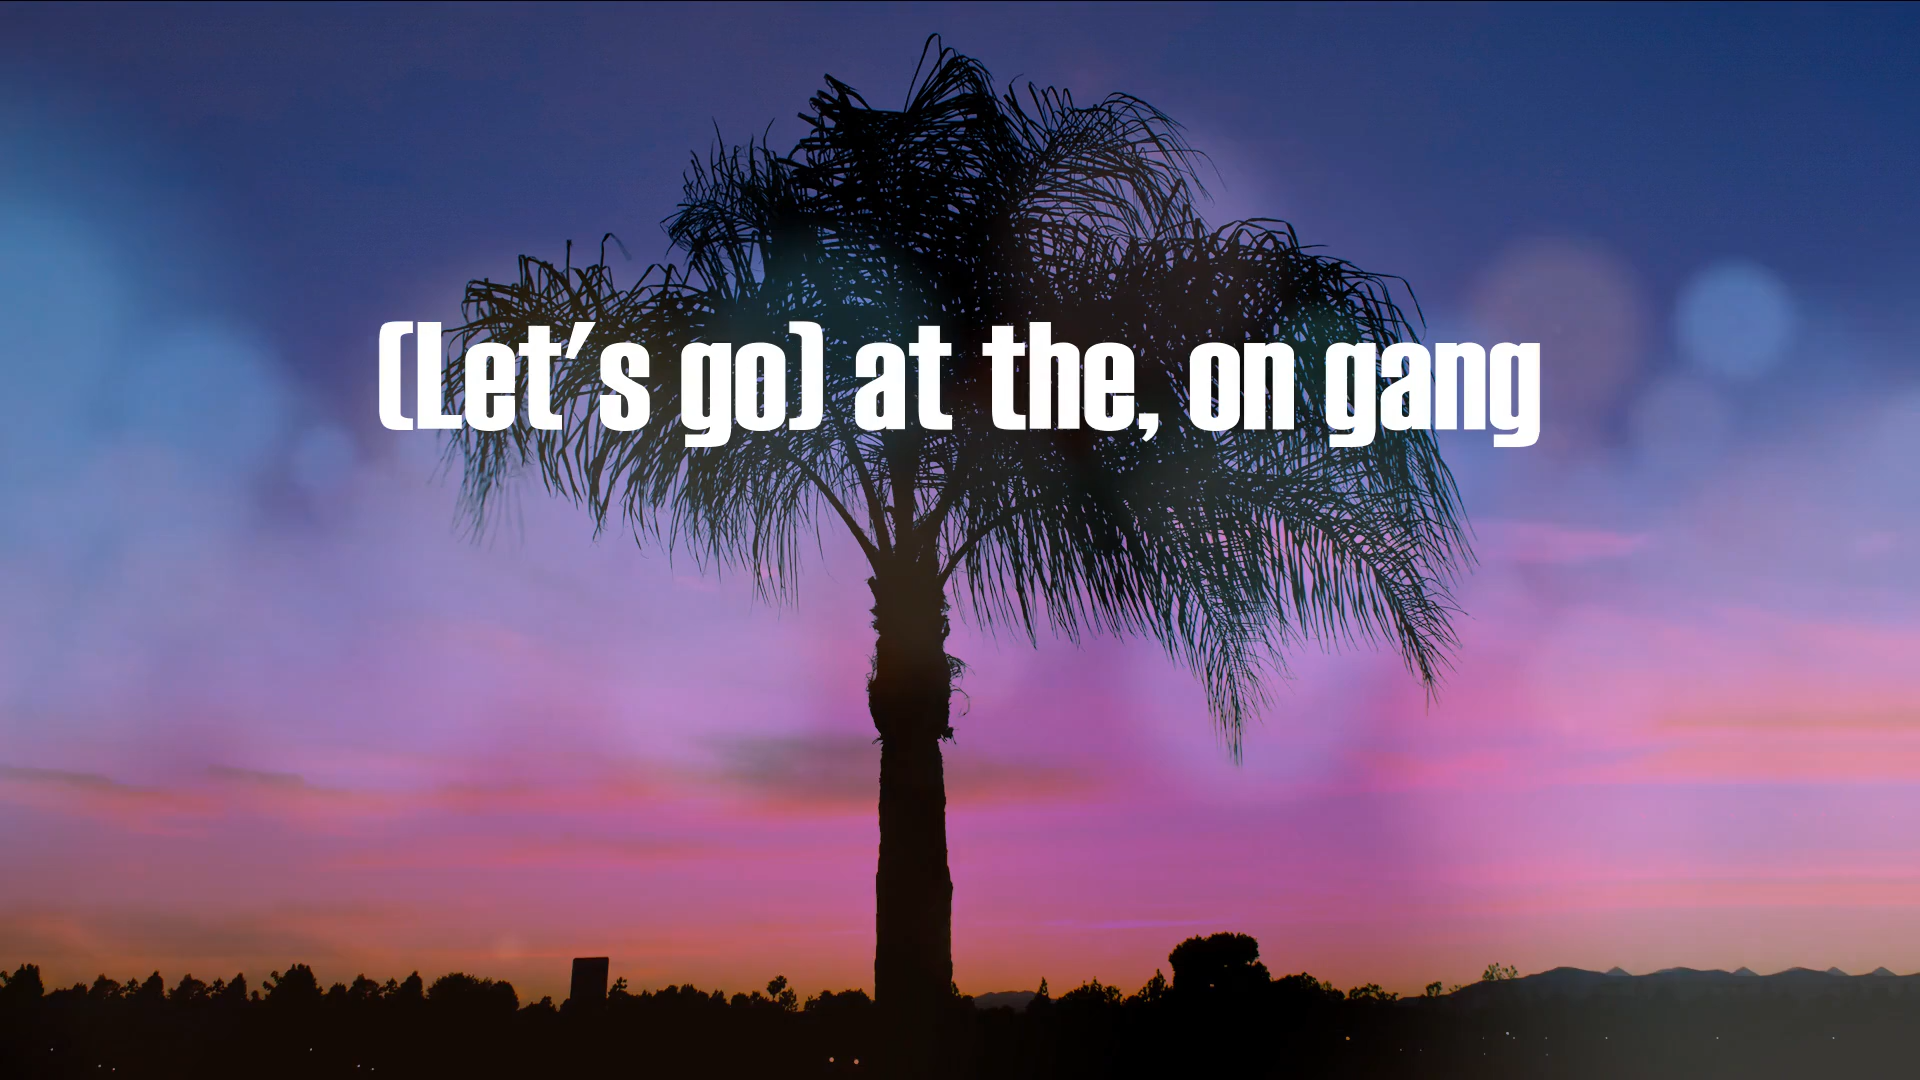 (Let's go) at the, on gang